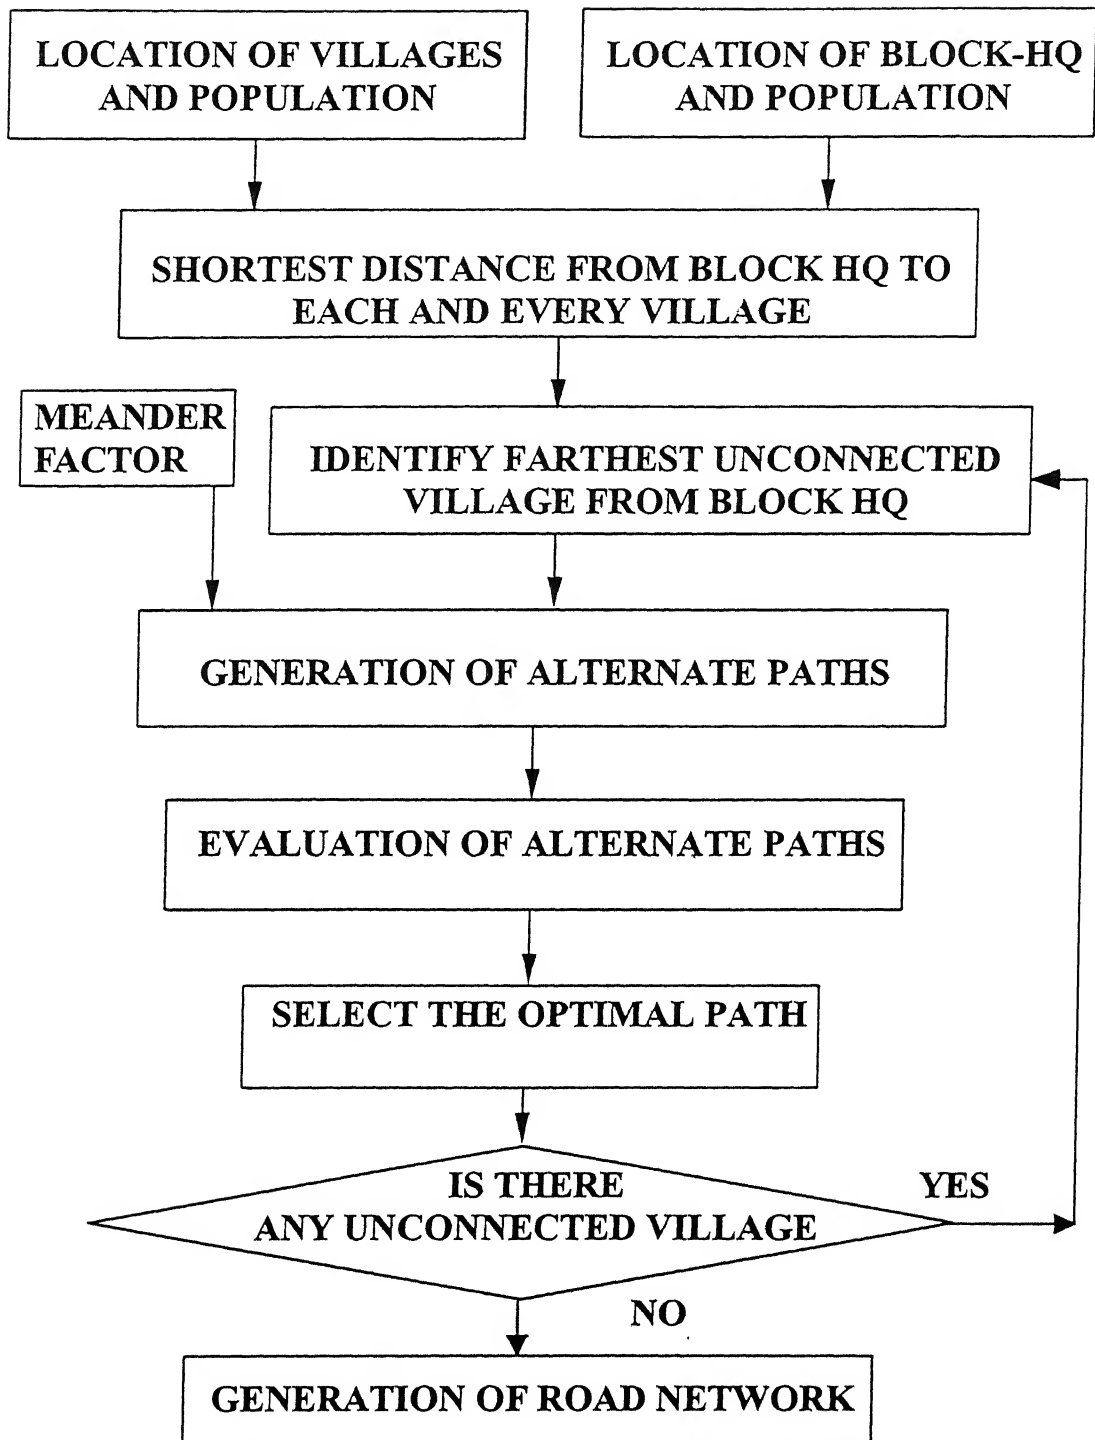 LOCATION OF VILLAGES
AND POPULATION
LOCATION OF BLOCK-HQ
AND POPULATION
SHORTEST DISTANCE FROM BLOCK HQ TO
EACH AND EVERY VILLAGE
MEANDER
FACTOR
IDENTIFY FARTHEST UNCONNECTED
VILLAGE FROM BLOCK HQ
GENERATION OF ALTERNATE PATHS
EVALUATION OF ALTERNATE PATHS
SELECT THE OPTIMAL PATH
IS THERE
ANY UNCONNECTED VILLAGE
YES
NO
GENERATION OF ROAD NETWORK